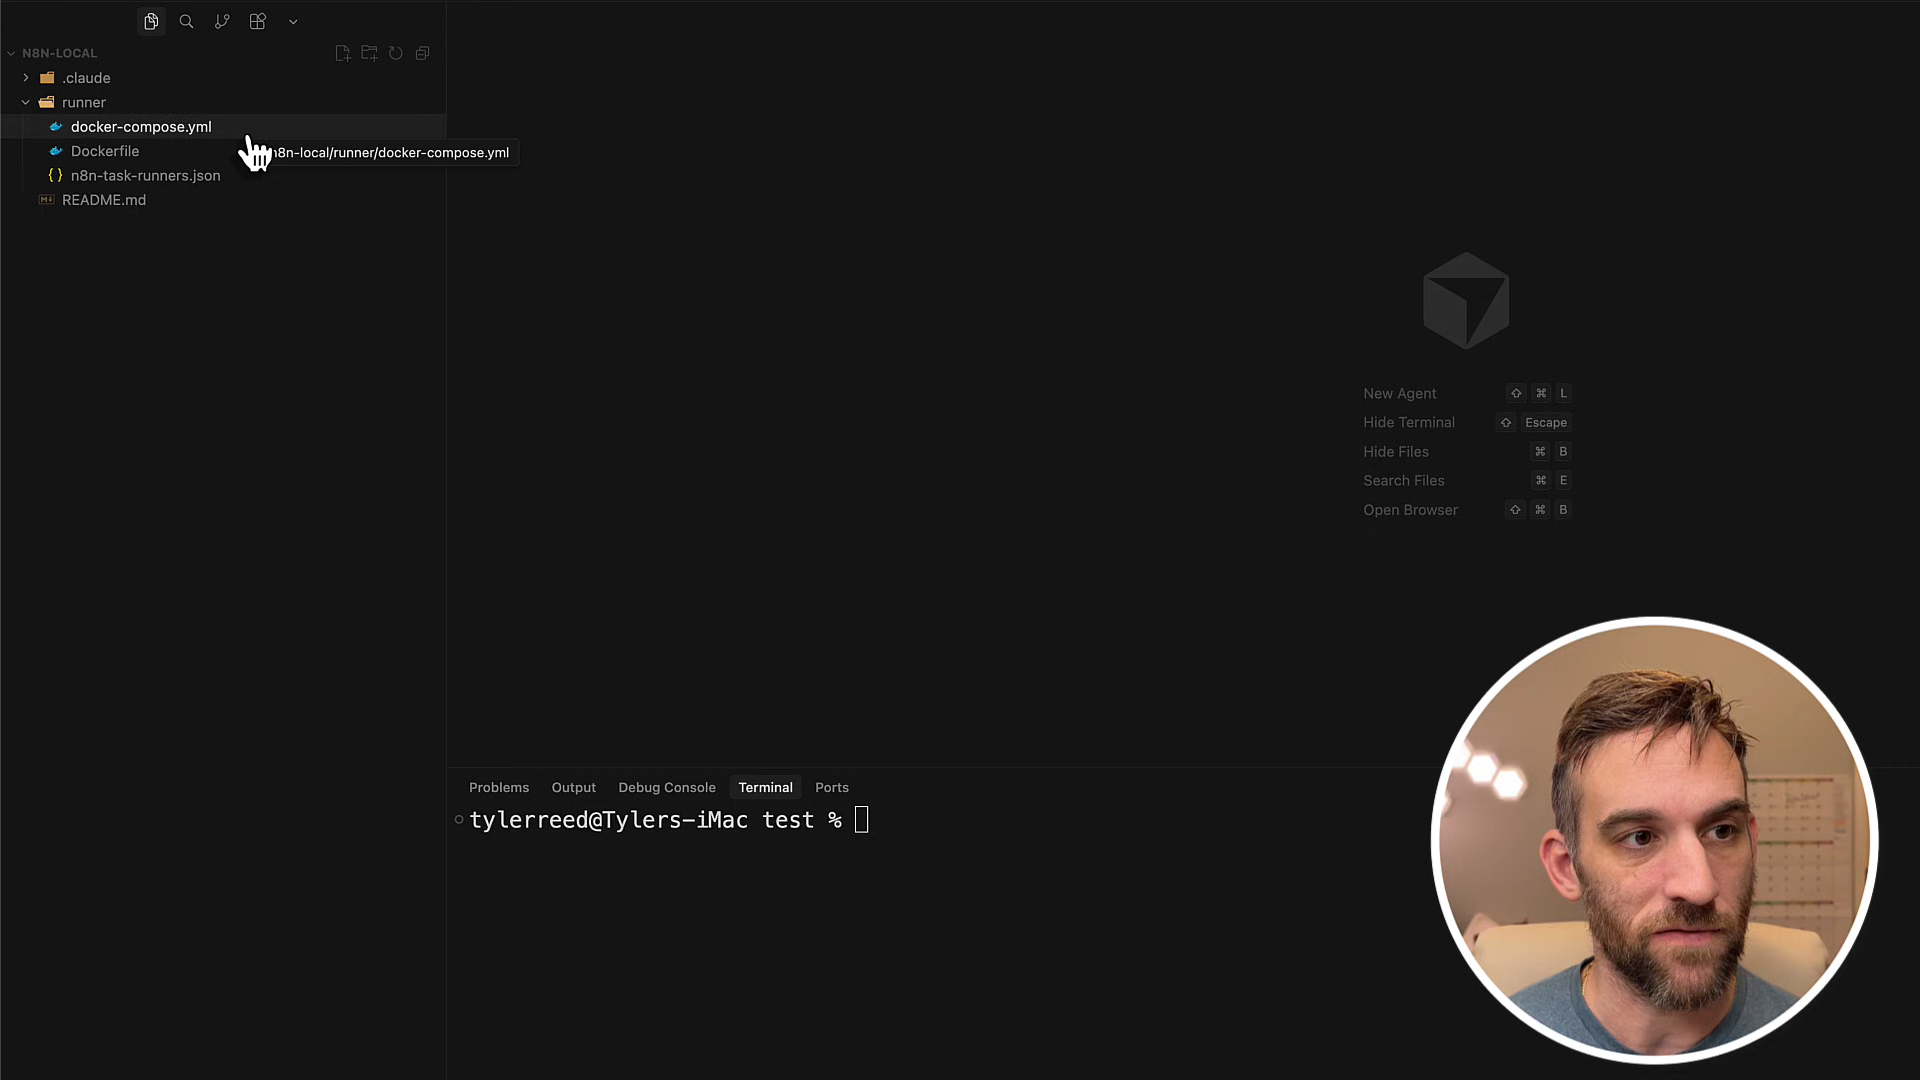 N8N-LOCAL
.claude
runner
docker-compose.yml
n8n-local/runner/docker-compose.yml
Dockerfile
n8n-task-runners.json
README.md
New Agent ⇧ ⌘ L
Hide Terminal ⇧ Escape
Hide Files ⌘ B
Search Files ⌘ E
Open Browser ⇧ ⌘ B
Problems Output Debug Console Terminal Ports
tylerreed@Tylers-iMac test %